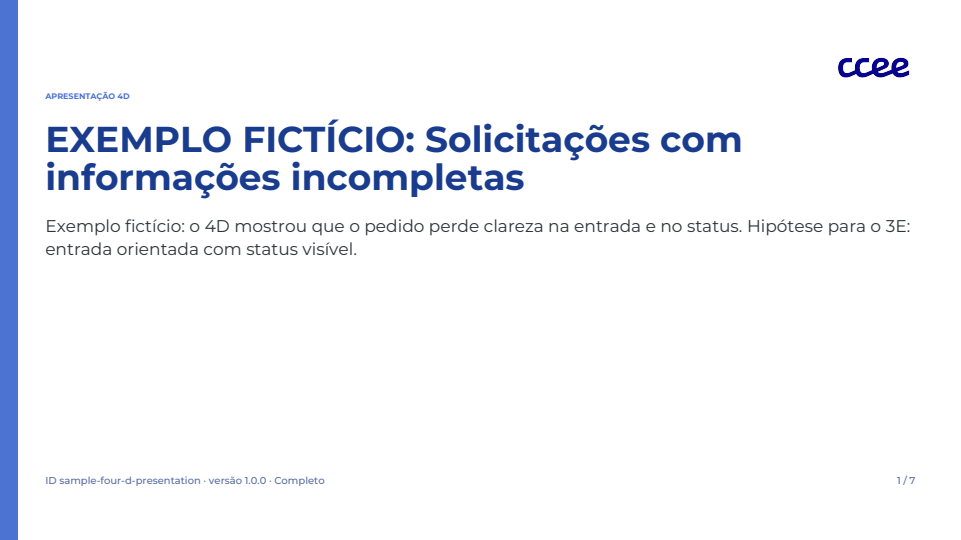 ccee
APRESENTAÇÃO 4D
EXEMPLO FICTÍCIO: Solicitações com
informações incompletas
Exemplo fictício: o 4D mostrou que o pedido perde clareza na entrada e no status. Hipótese para o 3E:
entrada orientada com status visível.
ID sample-four-d-presentation · versão 1.0.0 · Completo
1 / 7